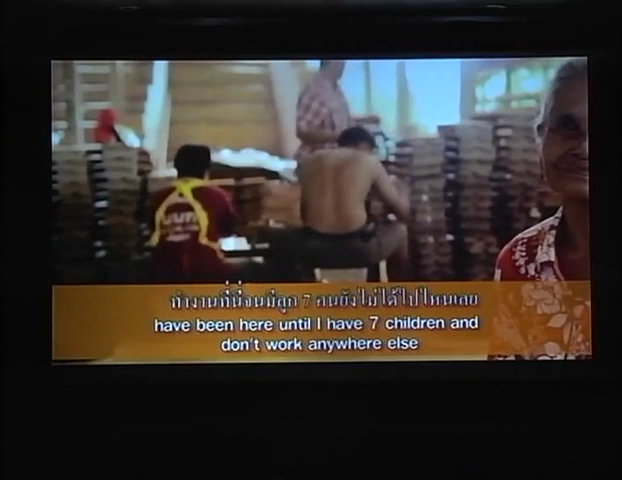 ทำงานที่นี่จนมีลูก 7 คนยังไม่ได้ไปไหนเลย
have been here until I have 7 children and
don't work anywhere else